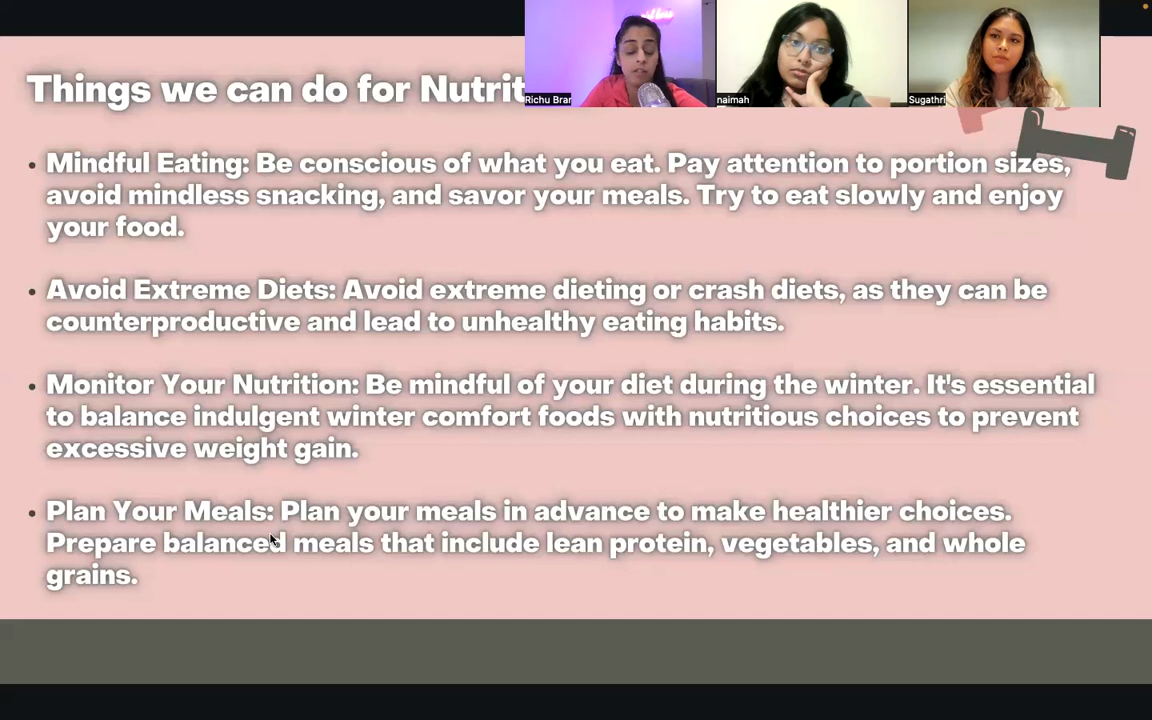 Things we can do for Nutrit
Richu Brar
naimah
Sugathri
• Mindful Eating: Be conscious of what you eat. Pay attention to portion sizes,
avoid mindless snacking, and savor your meals. Try to eat slowly and enjoy
your food.
• Avoid Extreme Diets: Avoid extreme dieting or crash diets, as they can be
counterproductive and lead to unhealthy eating habits.
• Monitor Your Nutrition: Be mindful of your diet during the winter. It's essential
to balance indulgent winter comfort foods with nutritious choices to prevent
excessive weight gain.
• Plan Your Meals: Plan your meals in advance to make healthier choices.
Prepare balanced meals that include lean protein, vegetables, and whole
grains.